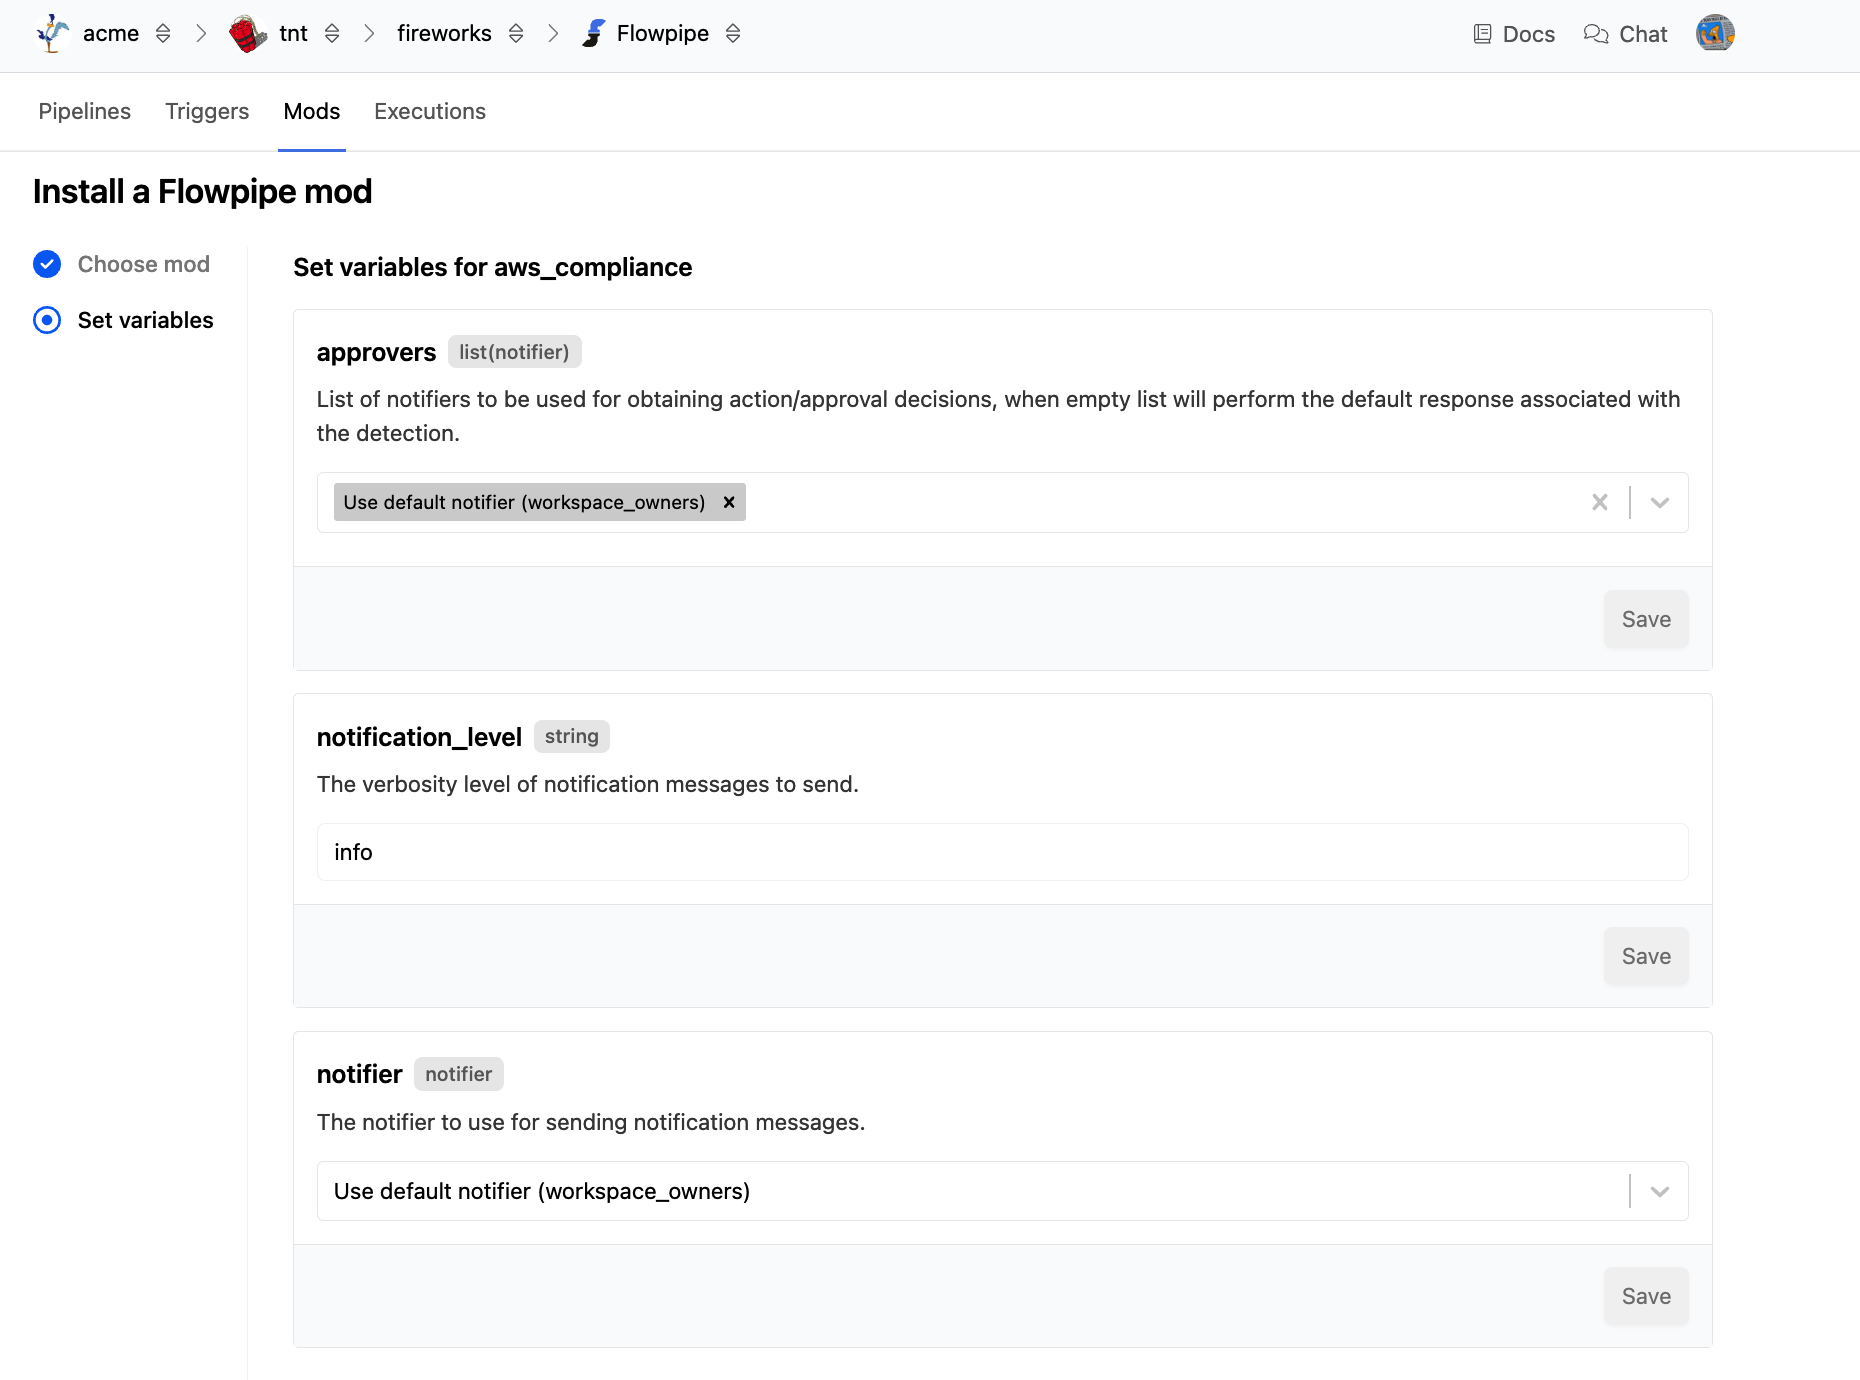 acme
tnt
fireworks
Flowpipe
Docs
Chat
Pipelines
Triggers
Mods
Executions
Install a Flowpipe mod
Choose mod
Set variables
Set variables for aws_compliance
approvers list(notifier)
List of notifiers to be used for obtaining action/approval decisions, when empty list will perform the default response associated with
the detection.
Use default notifier (workspace_owners)
Save
notification_level string
The verbosity level of notification messages to send.
info
Save
notifier notifier
The notifier to use for sending notification messages.
Use default notifier (workspace_owners)
Save